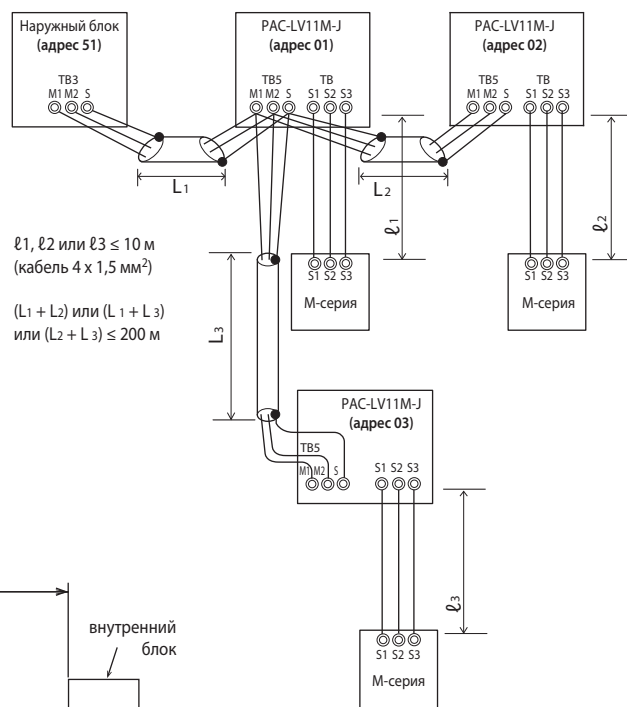 Наружный блок
(адрес 51)
TB3
M1 M2 S
PAC-LV11M-J
(адрес 01)
TB5 TB
M1 M2 S S1 S2 S3
PAC-LV11M-J
(адрес 02)
TB5 TB
M1 M2 S S1 S2 S3
L1
L2
ℓ1
ℓ2
ℓ1, ℓ2 или ℓ3 ≤ 10 м
(кабель 4 x 1,5 мм²)
(L1 + L2) или (L 1 + L 3)
или (L2 + L 3) ≤ 200 м
S1 S2 S3
М-серия
S1 S2 S3
М-серия
L3
PAC-LV11M-J
(адрес 03)
TB5
M1 M2 S S1 S2 S3
ℓ3
внутренний
блок
S1 S2 S3
М-серия